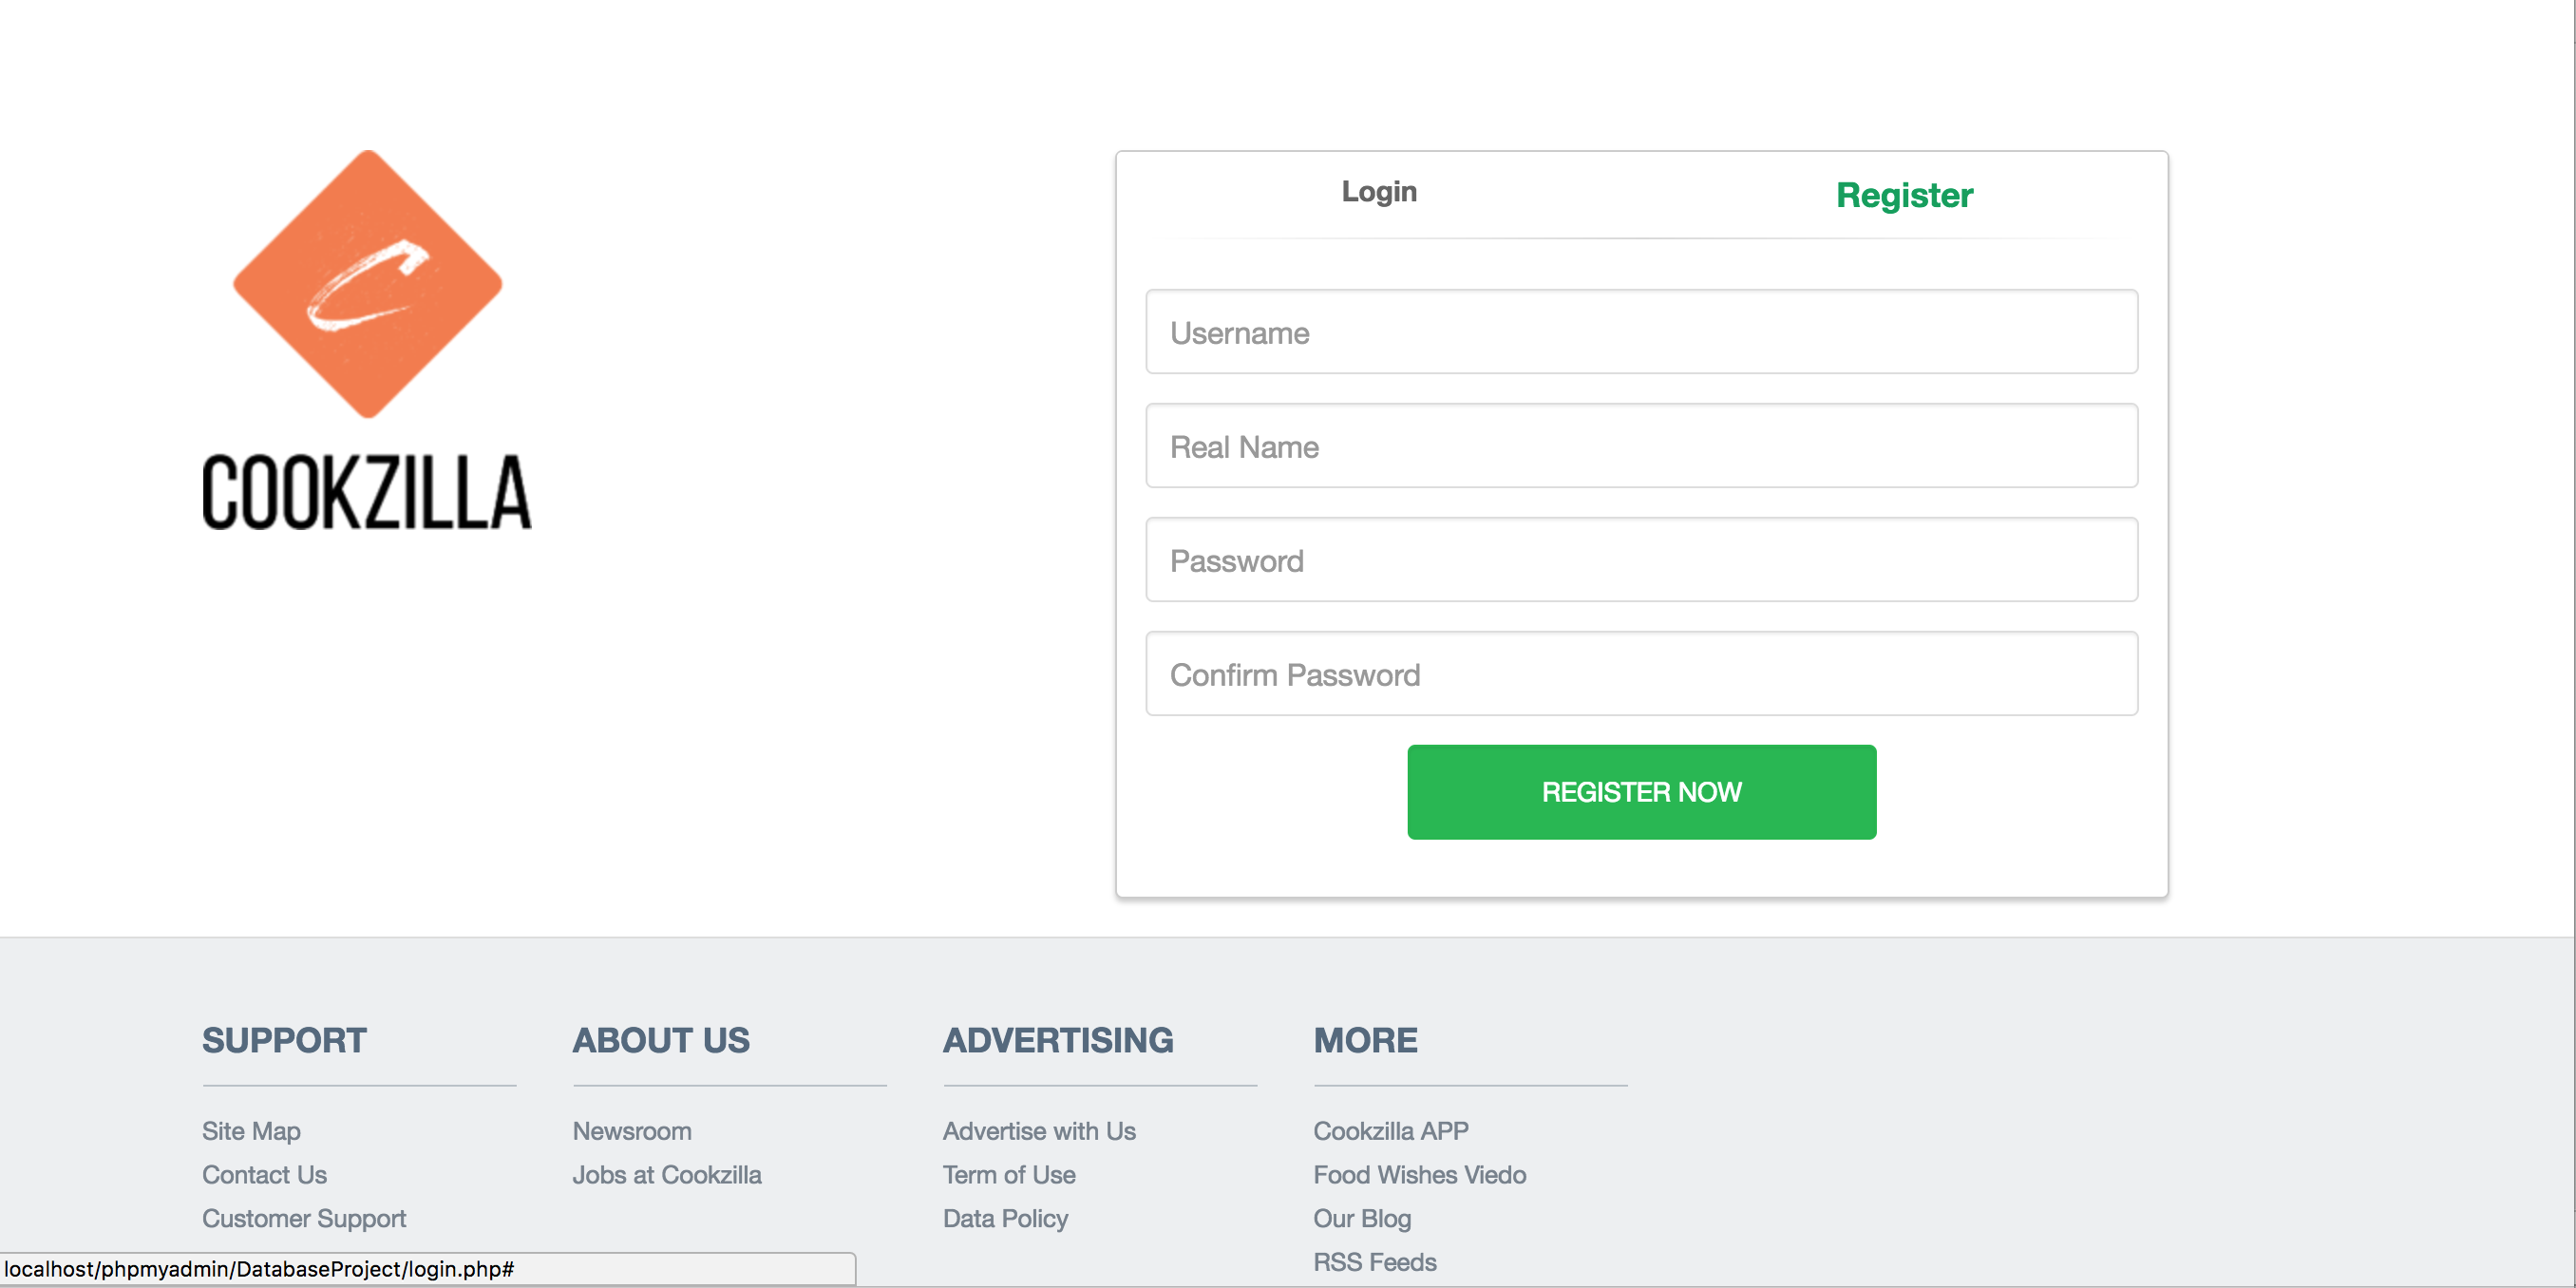 COOKZILLA
Login
Register
Username
Real Name
Password
Confirm Password
REGISTER NOW
SUPPORT
Site Map
Contact Us
Customer Support
ABOUT US
Newsroom
Jobs at Cookzilla
ADVERTISING
Advertise with Us
Term of Use
Data Policy
MORE
Cookzilla APP
Food Wishes Viedo
Our Blog
RSS Feeds
localhost/phpmyadmin/DatabaseProject/login.php#